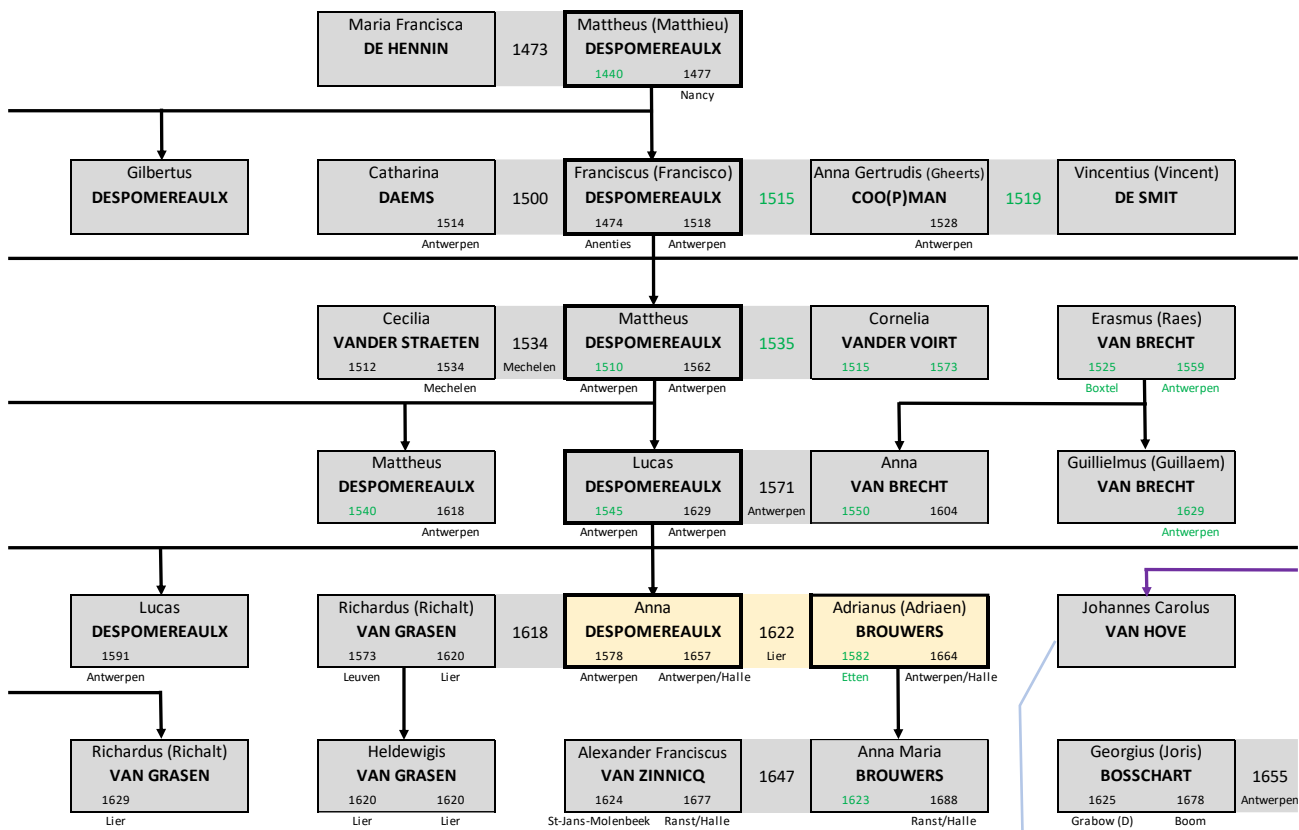 Maria Francisca
DE HENNIN
1473
Mattheus (Matthieu)
DESPOMEREAULX
1440 1477
Nancy
Gilbertus
DESPOMEREAULX
Catharina
DAEMS
1514
Antwerpen
1500
Franciscus (Francisco)
DESPOMEREAULX
1474 1518
Anenties Antwerpen
1515
Anna Gertrudis (Gheerts)
COO(P)MAN
1528
Antwerpen
1519
Vincentius (Vincent)
DE SMIT
Cecilia
VANDER STRAETEN
1512 1534
Mechelen
1534
Mechelen
Mattheus
DESPOMEREAULX
1510 1562
Antwerpen Antwerpen
1535
Cornelia
VANDER VOIRT
1515 1573
Erasmus (Raes)
VAN BRECHT
1525 1559
Boxtel Antwerpen
Mattheus
DESPOMEREAULX
1540 1618
Antwerpen
Lucas
DESPOMEREAULX
1545 1629
Antwerpen Antwerpen
1571
Antwerpen
Anna
VAN BRECHT
1550 1604
Guillielmus (Guillaem)
VAN BRECHT
1629
Antwerpen
Lucas
DESPOMEREAULX
1591
Antwerpen
Richardus (Richalt)
VAN GRASEN
1573 1620
Leuven Lier
1618
Anna
DESPOMEREAULX
1578 1657
Antwerpen Antwerpen/Halle
1622
Lier
Adrianus (Adriaen)
BROUWERS
1582 1664
Etten Antwerpen/Halle
Johannes Carolus
VAN HOVE
Richardus (Richalt)
VAN GRASEN
1629
Lier
Heldewigis
VAN GRASEN
1620 1620
Lier Lier
Alexander Franciscus
VAN ZINNICQ
1624 1677
St-Jans-Molenbeek Ranst/Halle
1647
Anna Maria
BROUWERS
1623 1688
Ranst/Halle
Georgius (Joris)
BOSSCHART
1625 1678
Grabow (D) Boom
1655
Antwerpen